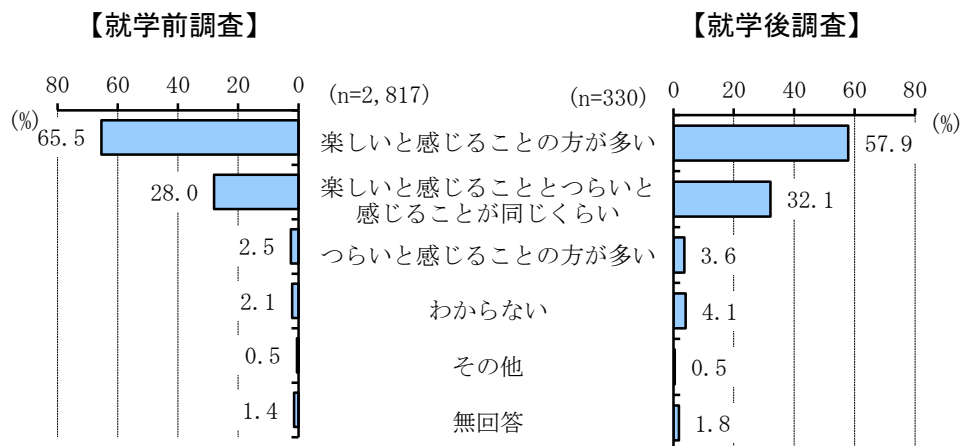 【就学前調査】
【就学後調査】
80 60 40 20 0
(n=2,817)
(n=330)
0 20 40 60 80
(%)
(%)
65.5 楽しいと感じることの方が多い 57.9
28.0 楽しいと感じることとつらいと
感じることが同じくらい 32.1
2.5 つらいと感じることの方が多い 3.6
2.1 わからない 4.1
0.5 その他 0.5
1.4 無回答 1.8